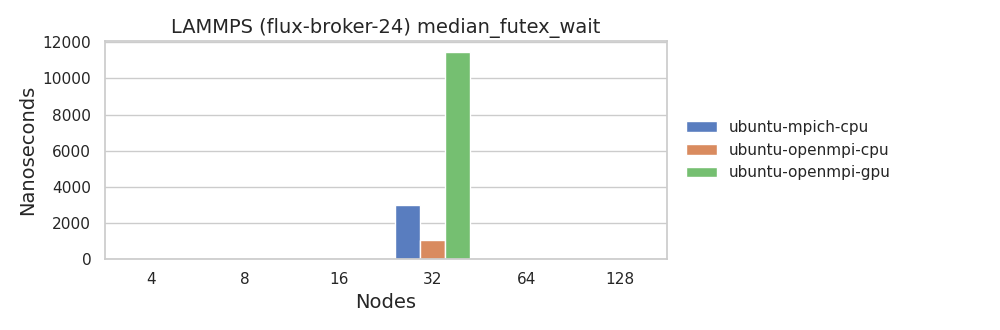 LAMMPS (flux-broker-24) median_futex_wait
Nanoseconds
12000
10000
8000
6000
4000
2000
0
4 8 16 32 64 128
Nodes
ubuntu-mpich-cpu
ubuntu-openmpi-cpu
ubuntu-openmpi-gpu